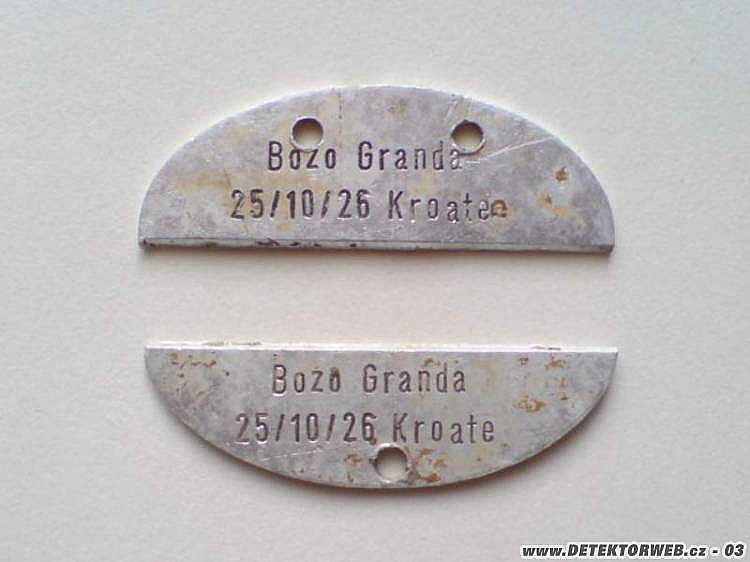 Bozo Granda
25/10/26 Kroate
Bozo Granda
25/10/26 Kroate
www.DETEKTORWEB.cz - 03